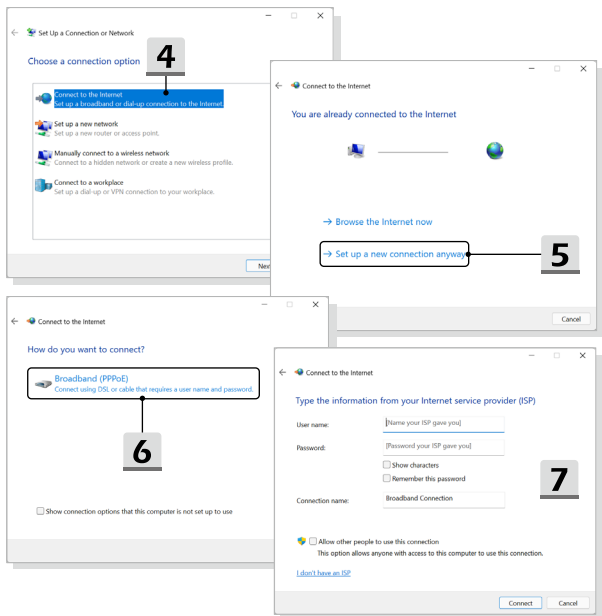 Set Up a Connection or Network
Choose a connection option
4
Connect to the Internet
Set up a broadband or dial-up connection to the Internet.
Set up a new network
Set up a new router or access point.
Manually connect to a wireless network
Connect to a hidden network or create a new wireless profile.
Connect to a workplace
Set up a dial-up or VPN connection to your workplace.
Connect to the Internet
You are already connected to the Internet
→ Browse the Internet now
→ Set up a new connection anyway
5
Cancel
Connect to the Internet
How do you want to connect?
Broadband (PPPoE)
Connect using DSL or cable that requires a user name and password.
6
Show connection options that this computer is not set up to use
Connect to the Internet
Type the information from your Internet service provider (ISP)
User name: [Name your ISP gave you]
Password: [Password your ISP gave you]
Show characters
Remember this password
7
Connection name: Broadband Connection
Allow other people to use this connection
This option allows anyone with access to this computer to use this connection.
I don't have an ISP
Connect Cancel